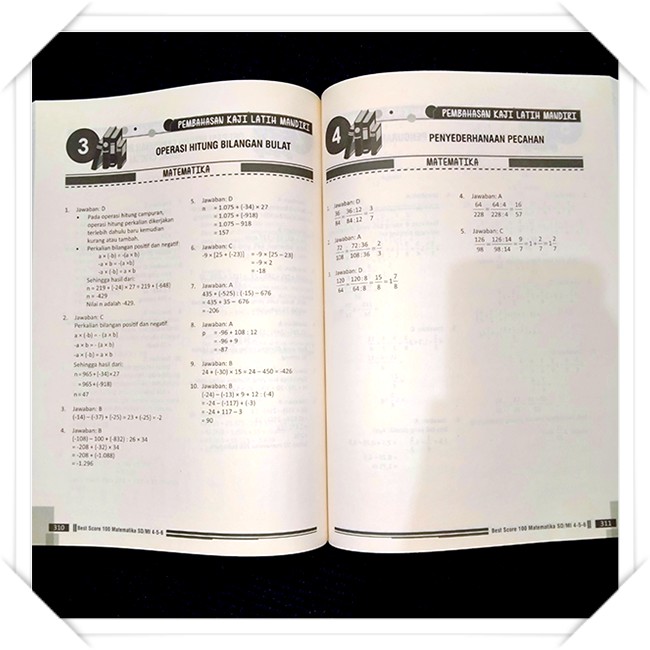 PEMBAHASAN KAJI LATIH MANDIRI
3
OPERASI HITUNG BILANGAN BULAT
MATEMATIKA
1. Jawaban: D
• Pada operasi hitung campuran,
operasi hitung perkalian dikerjakan
terlebih dahulu baru kemudian
kurang atau tambah.
• Perkalian bilangan positif dan negatif:
a × (-b) = -(a × b)
-a × b = -(a × b)
-a × (-b) = a × b
Sehingga hasil dari:
n = 219 + (-24) × 27 = 219 + (-648)
n = -429
Nilai n adalah -429.
2. Jawaban: C
Perkalian bilangan positif dan negatif:
a × (-b) = - (a × b)
-a × b = - (a × b)
-a × (-b) = a × b
Sehingga hasil dari:
n = 965 + (-34) × 27
= 965 + (-918)
n = 47
3. Jawaban: B
(-14) – (-37) + (-25) = 23 + (-25) = -2
4. Jawaban: B
(-108) – 100 + (-832) : 26 × 34
= -208 + (-32) × 34
= -208 + (-1.088)
= -1.296
5. Jawaban: D
n = 1.075 + (-34) × 27
= 1.075 + (-918)
= 1.075 – 918
= 157
6. Jawaban: C
-9 × [25 + (-23)] = -9 × [25 – 23]
= -9 × 2
= -18
7. Jawaban: A
435 + (-525) : (-15) – 676
= 435 + 35 – 676
= -206
8. Jawaban: A
p = -96 + 108 : 12
= -96 + 9
= -87
9. Jawaban: B
24 + (-30) × 15 = 24 – 450 = -426
10. Jawaban: B
(-24) – (-13) × 9 + 12 : (-4)
= -24 – (-117) + (-3)
= -24 + 117 – 3
= 90
310 Best Score 100 Matematika SD/MI 4-5-6
PEMBAHASAN KAJI LATIH MANDIRI
4
PENYEDERHANAAN PECAHAN
MATEMATIKA
Jawaban: D
36/84 = 36:12/84:12 = 3/7
2. Jawaban: A
72/108 = 72:36/108:36 = 2/3
3. Jawaban: D
120/64 = 120:8/64:8 = 15/8 = 1 7/8
4. Jawaban: A
64/228 = 64:4/228:4 = 16/57
5. Jawaban: C
126/98 = 126:14/98:14 = 9/7 = 1 + 2/7 = 1 2/7
Best Score 100 Matematika SD/MI 4-5-6 311